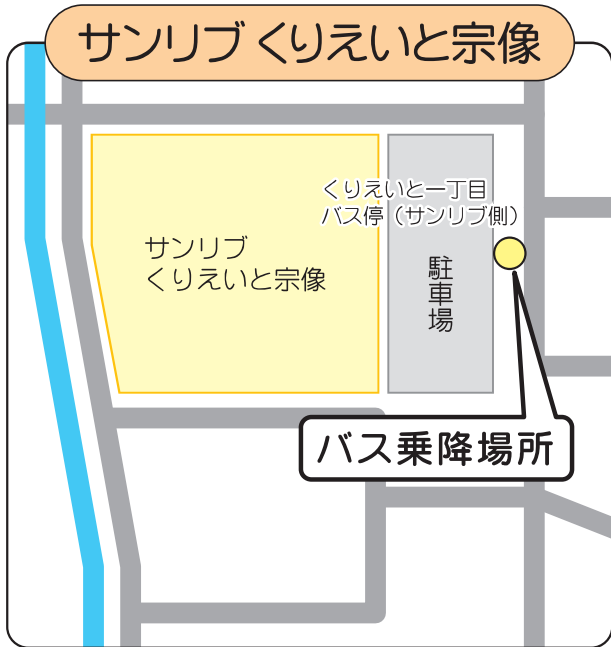 サンリブ くりえいと宗像
くりえいと一丁目
バス停（サンリブ側）
サンリブ
くりえいと宗像
駐車場
バス乗降場所